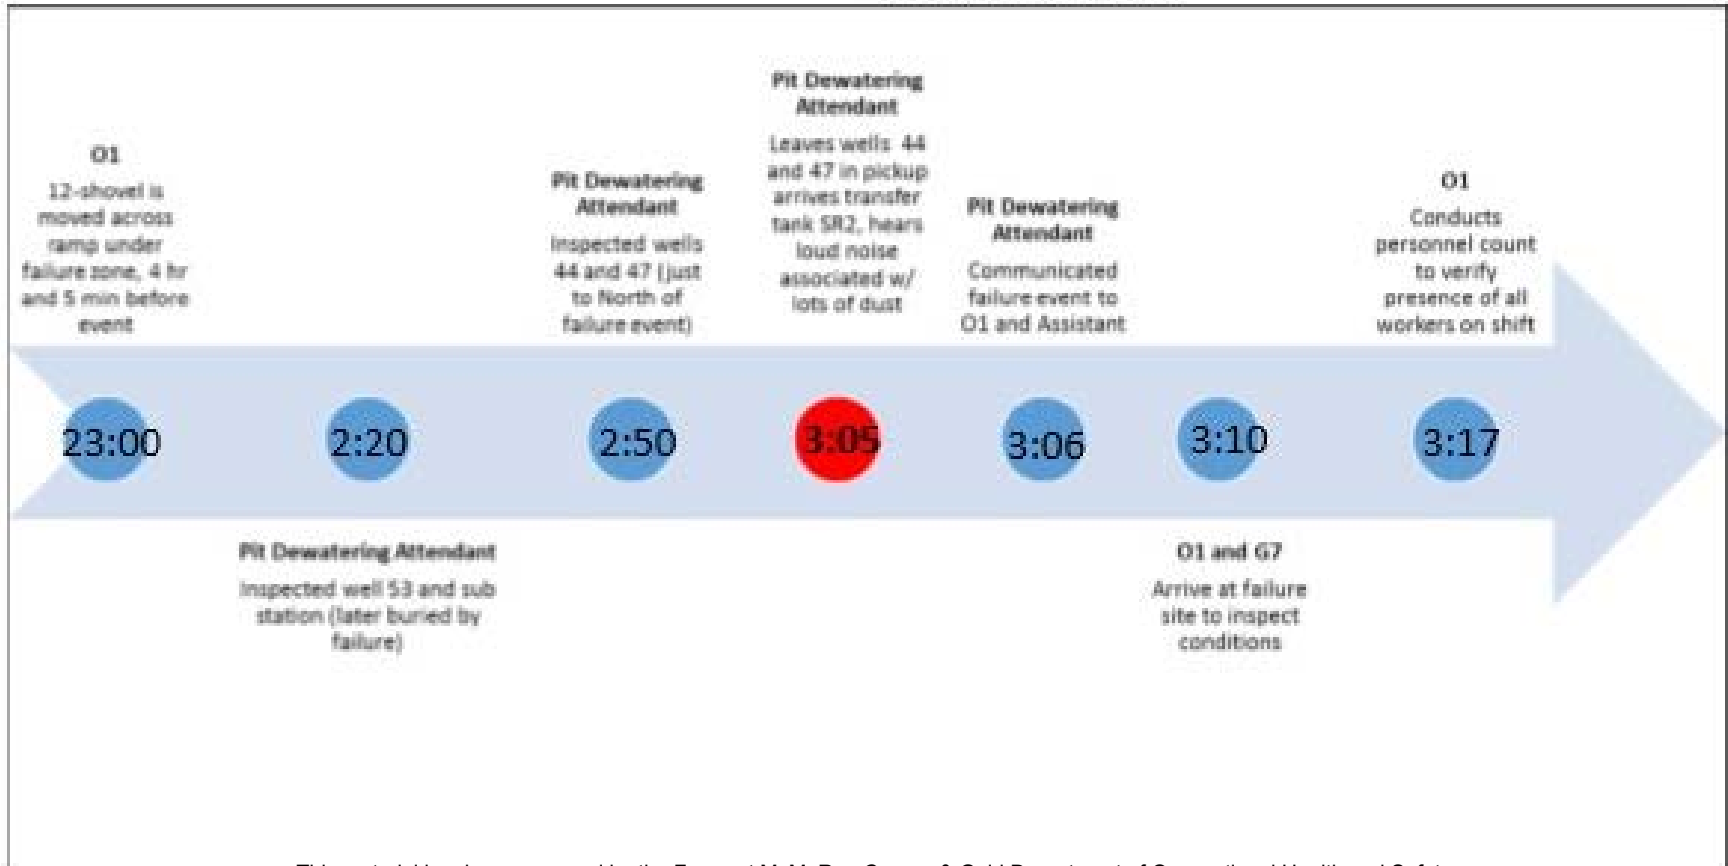 O1
12-shovel is
moved across
ramp under
failure zone, 4 hr
and 5 min before
event
Pit Dewatering
Attendant
Inspected wells
44 and 47 (just
to North of
failure event)
Pit Dewatering
Attendant
Leaves wells 44
and 47 in pickup
arrives transfer
tank SR2, hears
loud noise
associated w/
lots of dust
Pit Dewatering
Attendant
Communicated
failure event to
O1 and Assistant
O1
Conducts
personnel count
to verify
presence of all
workers on shift
23:00
2:20
2:50
3:05
3:06
3:10
3:17
Pit Dewatering Attendant
Inspected well 53 and sub
station (later buried by
failure)
O1 and G7
Arrive at failure
site to inspect
conditions